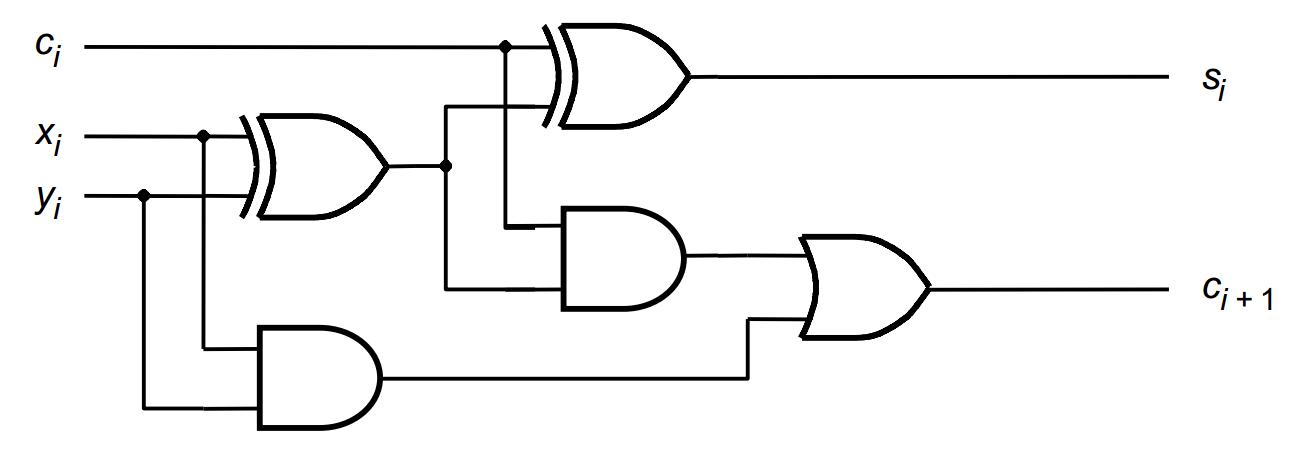 cᵢ
sᵢ
xᵢ
yᵢ
cᵢ ₊ ₁